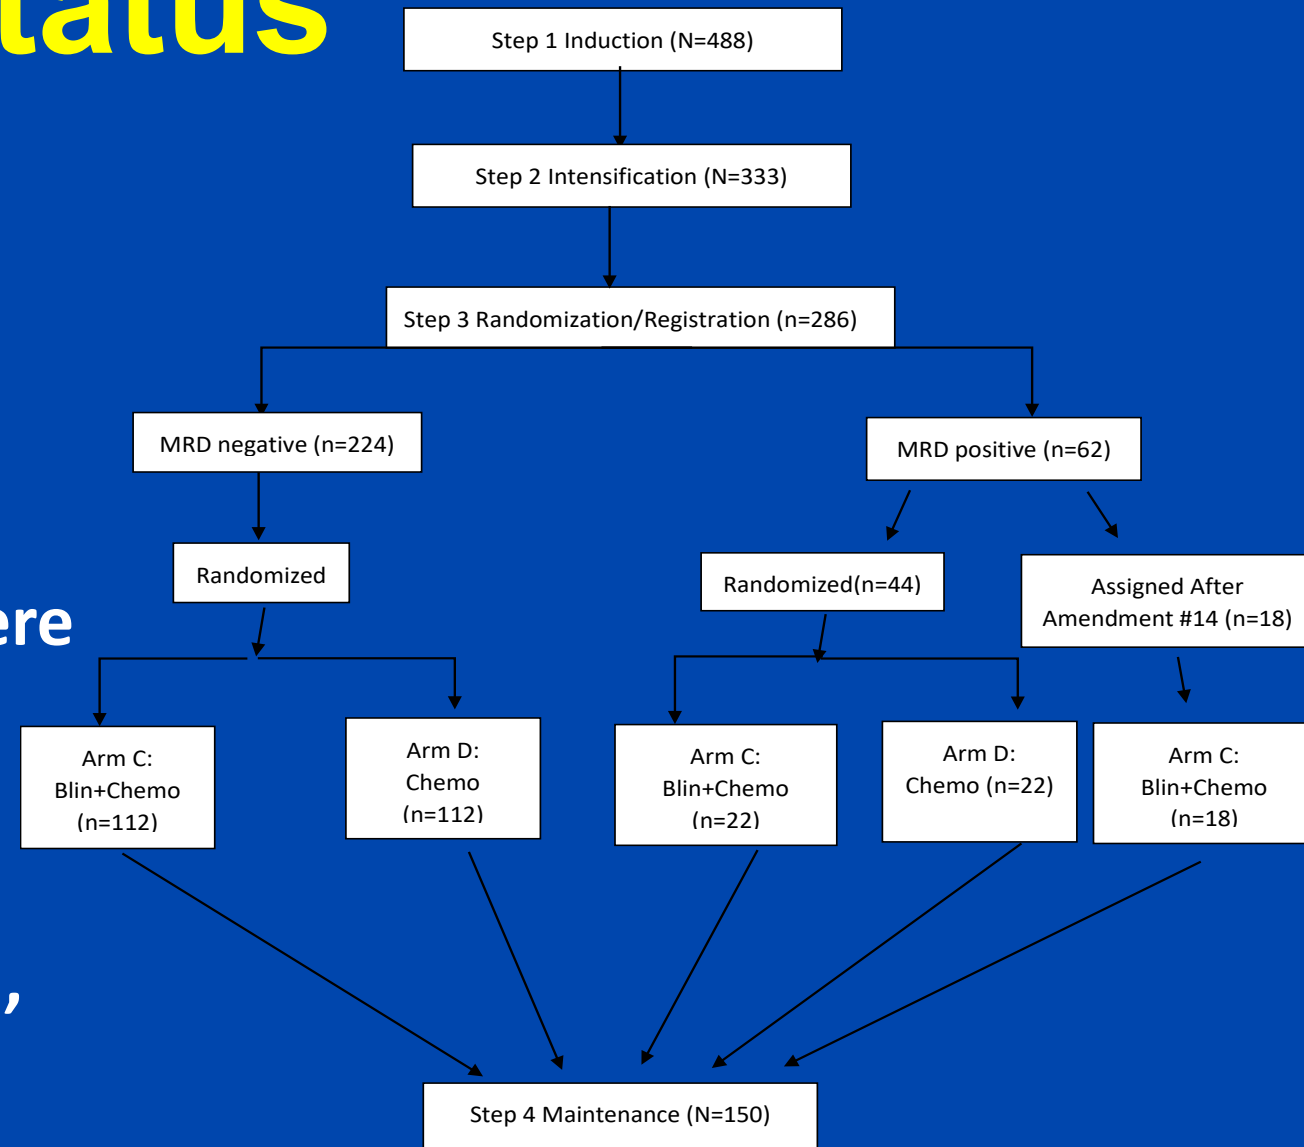 tatus
Step 1 Induction (N=488)
Step 2 Intensification (N=333)
Step 3 Randomization/Registration (n=286)
MRD negative (n=224)
MRD positive (n=62)
Randomized
Randomized(n=44)
Assigned After
Amendment #14 (n=18)
ere
Arm C:
Blin+Chemo
(n=112)
Arm D:
Chemo
(n=112)
Arm C:
Blin+Chemo
(n=22)
Arm D:
Chemo (n=22)
Arm C:
Blin+Chemo
(n=18)
,
Step 4 Maintenance (N=150)